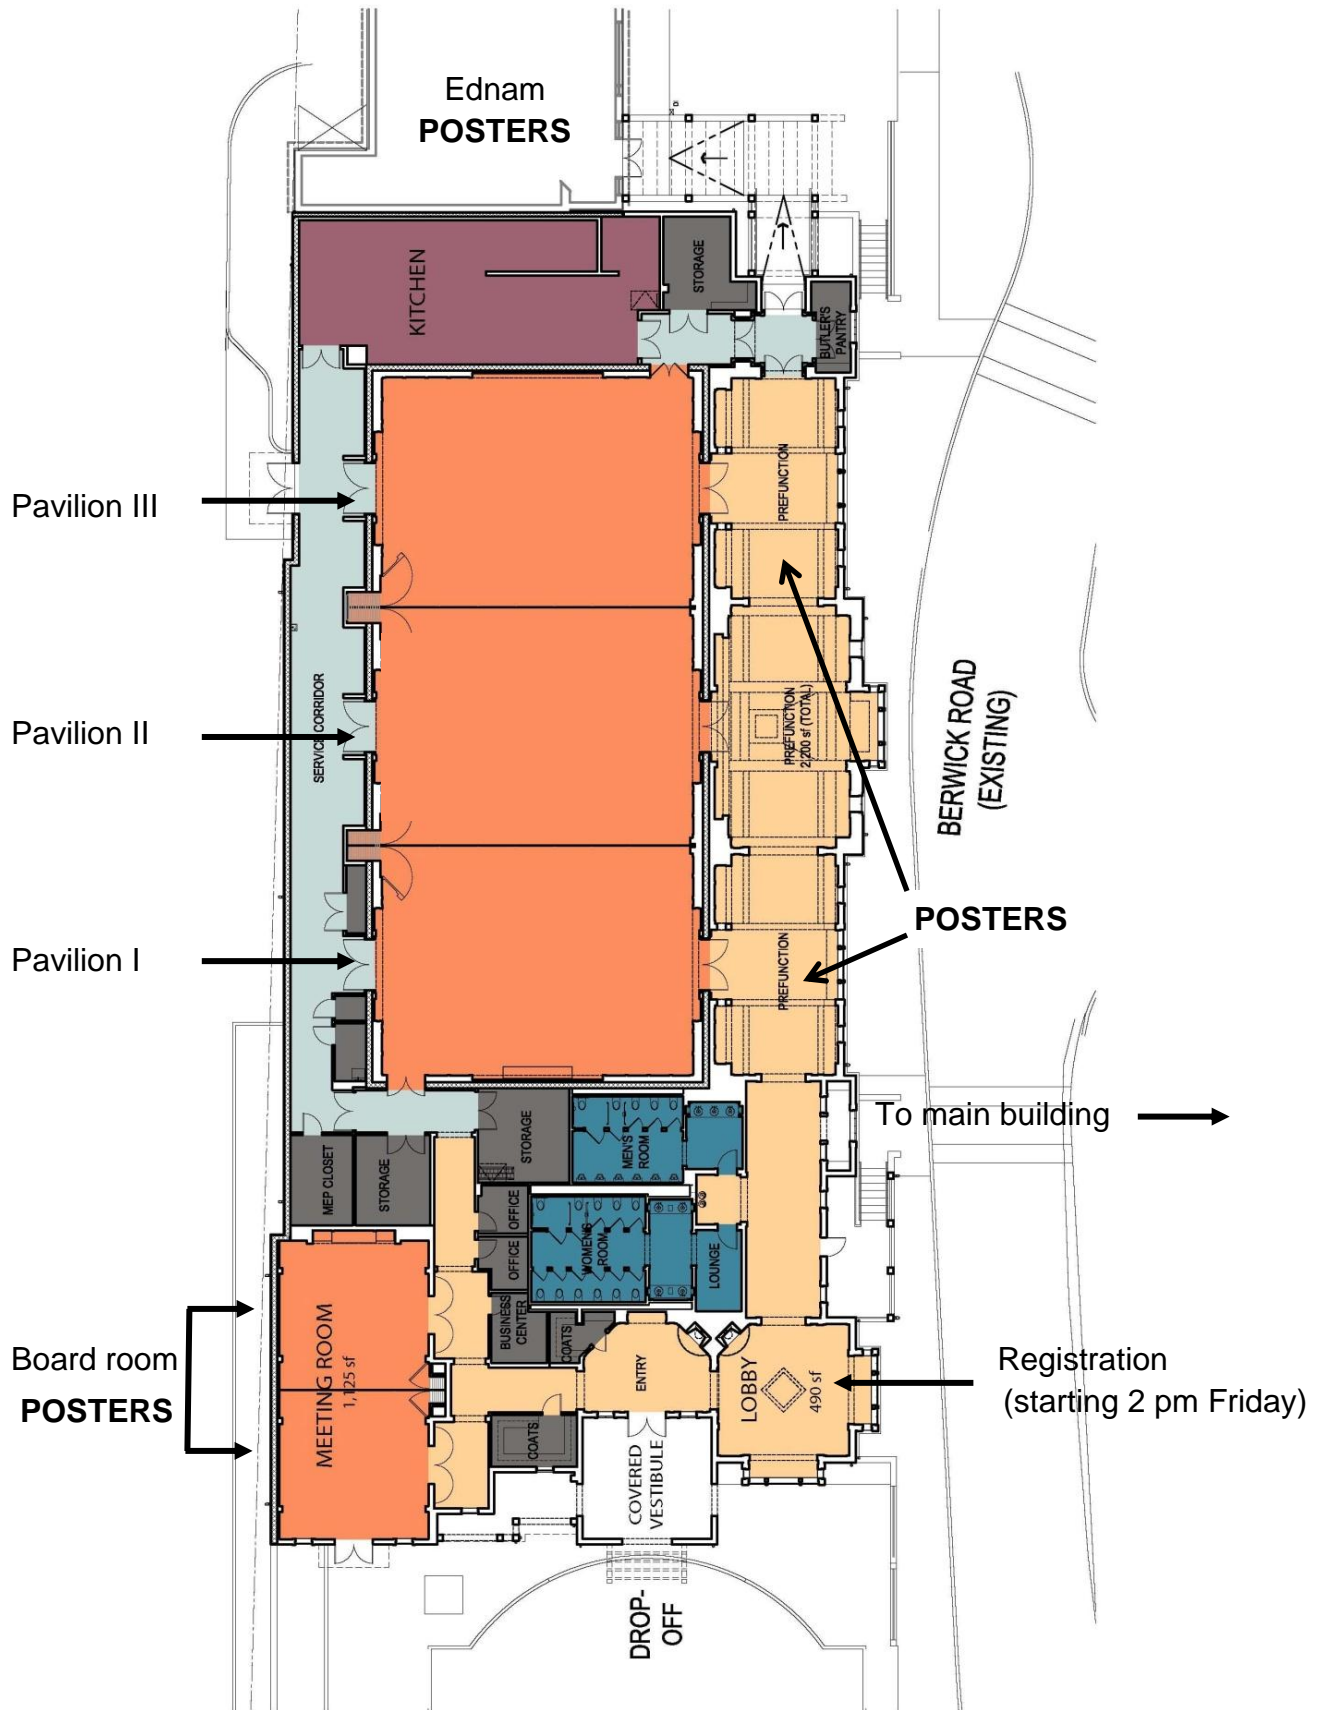 Ednam
POSTERS
KITCHEN
STORAGE
BUTLER'S
PANTRY
Pavilion III
PREFUNCTION
Pavilion II
SERVICE CORRIDOR
PREFUNCTION
2,200 sf (TOTAL)
BERWICK ROAD
(EXISTING)
POSTERS
Pavilion I
PREFUNCTION
To main building
MEP CLOSET
STORAGE
STORAGE
MEN'S
ROOM
OFFICE
OFFICE
WOMEN'S
ROOM
LOUNGE
BUSINESS
CENTER
COATS
ENTRY
LOBBY
490 sf
Registration
(starting 2 pm Friday)
Board room
POSTERS
MEETING ROOM
1,125 sf
COATS
COVERED
VESTIBULE
DROP-
OFF